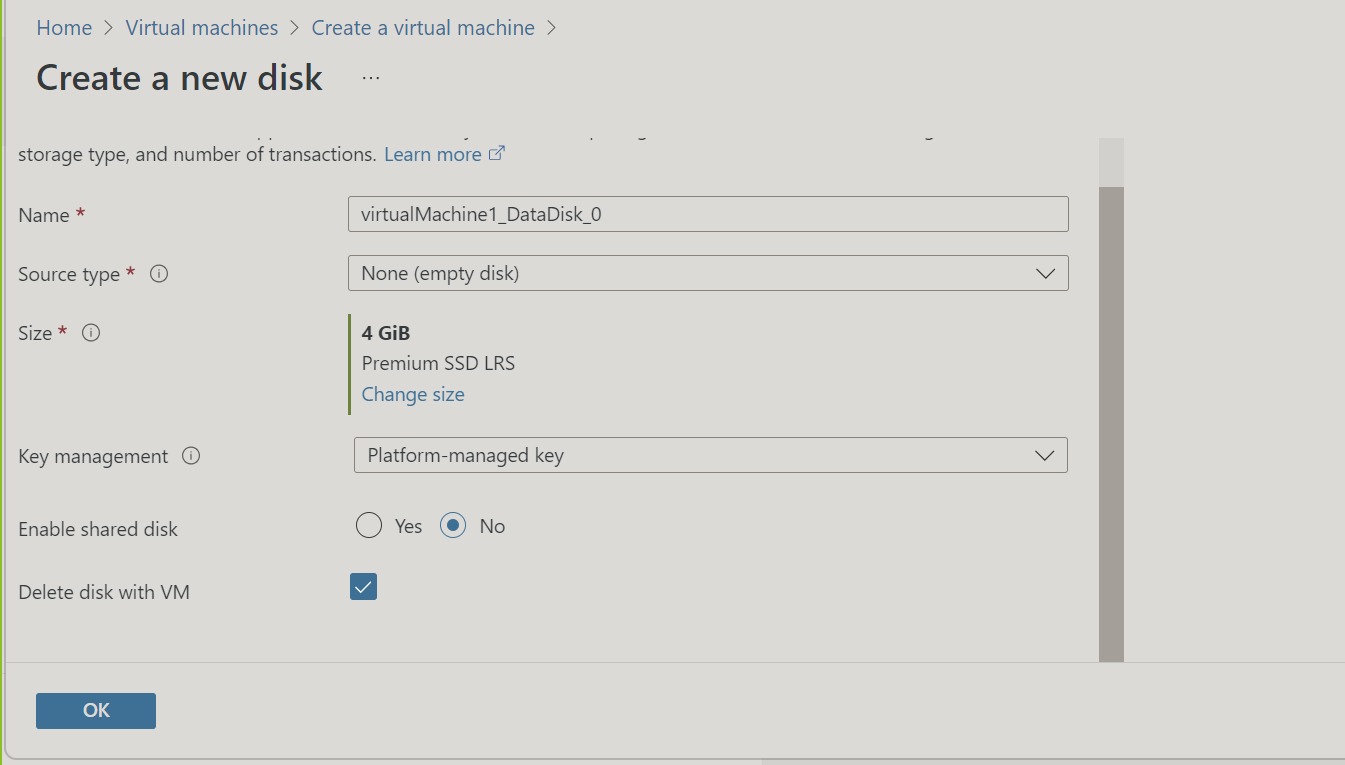 Home > Virtual machines > Create a virtual machine >
Create a new disk ...
storage type, and number of transactions. Learn more
Name *
virtualMachine1_DataDisk_0
Source type *
None (empty disk)
Size *
4 GiB
Premium SSD LRS
Change size
Key management
Platform-managed key
Enable shared disk
Yes
No
Delete disk with VM
OK